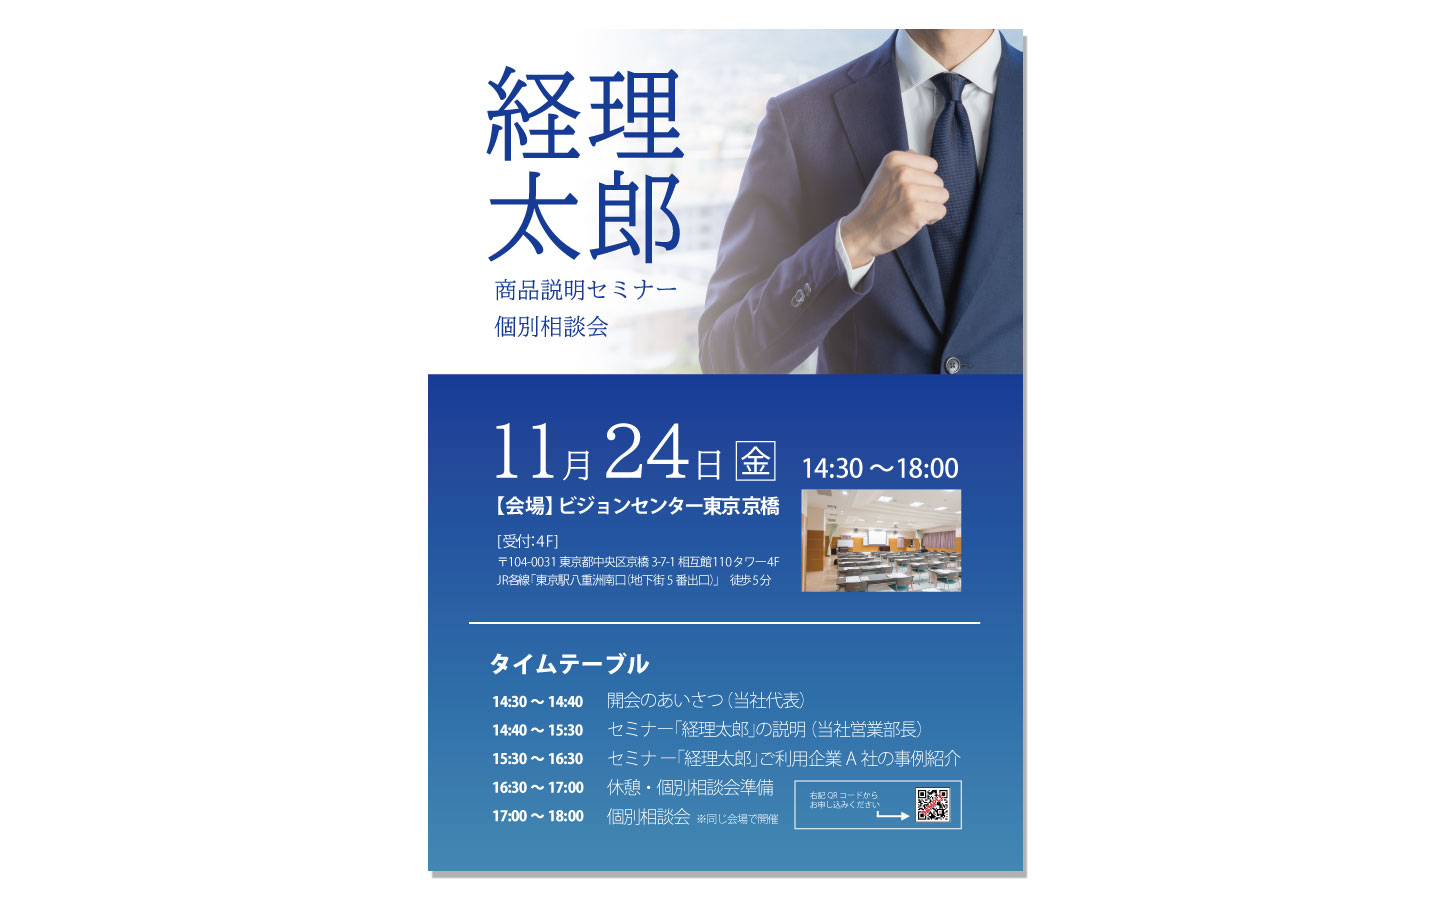 経理
太郎
商品説明セミナー
個別相談会
11月24日 金 14:30 ～18:00
【会場】ビジョンセンター東京京橋
[受付:4F]
〒104-0031 東京都中央区京橋 3-7-1 相互館110タワー4F
JR各線「東京駅八重洲南口（地下街5番出口）」 徒歩5分
タイムテーブル
14:30 ～ 14:40 開会のあいさつ（当社代表）
14:40 ～ 15:30 セミナー「経理太郎」の説明（当社営業部長）
15:30 ～ 16:30 セミナー「経理太郎」ご利用企業 A 社の事例紹介
16:30 ～ 17:00 休憩・個別相談会準備
17:00 ～ 18:00 個別相談会 ※同じ会場で開催
右記 QR コードから
お申し込みください